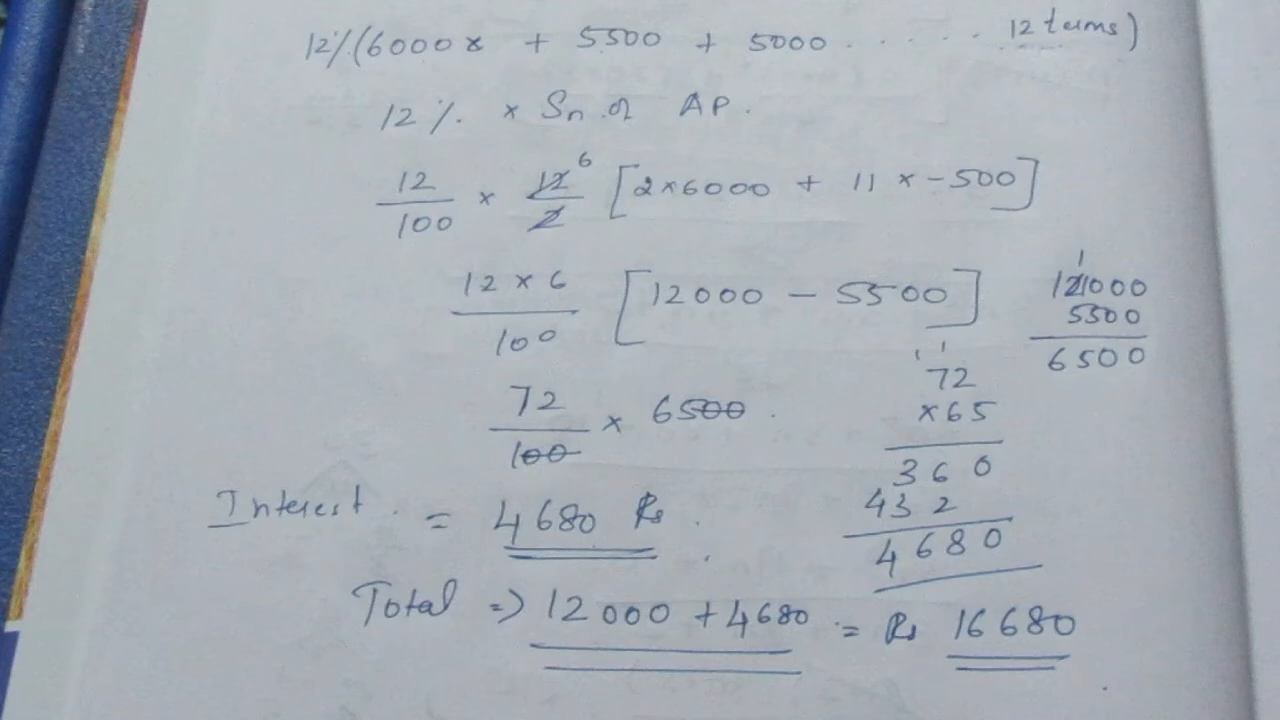 12%(6000x + 5500 + 5000 ..... 12 terms)
12 %. x Sn of AP.
12/100 x 12/2 6 [2x6000 + 11 x -500]
12 x 6/100 [12000 - 5500]
12000
5500
6500
72/100 x 6500.
72
x65
360
432
4680
Interest. = 4680 Rs.
Total => 12000 + 4680 = Rs 16680